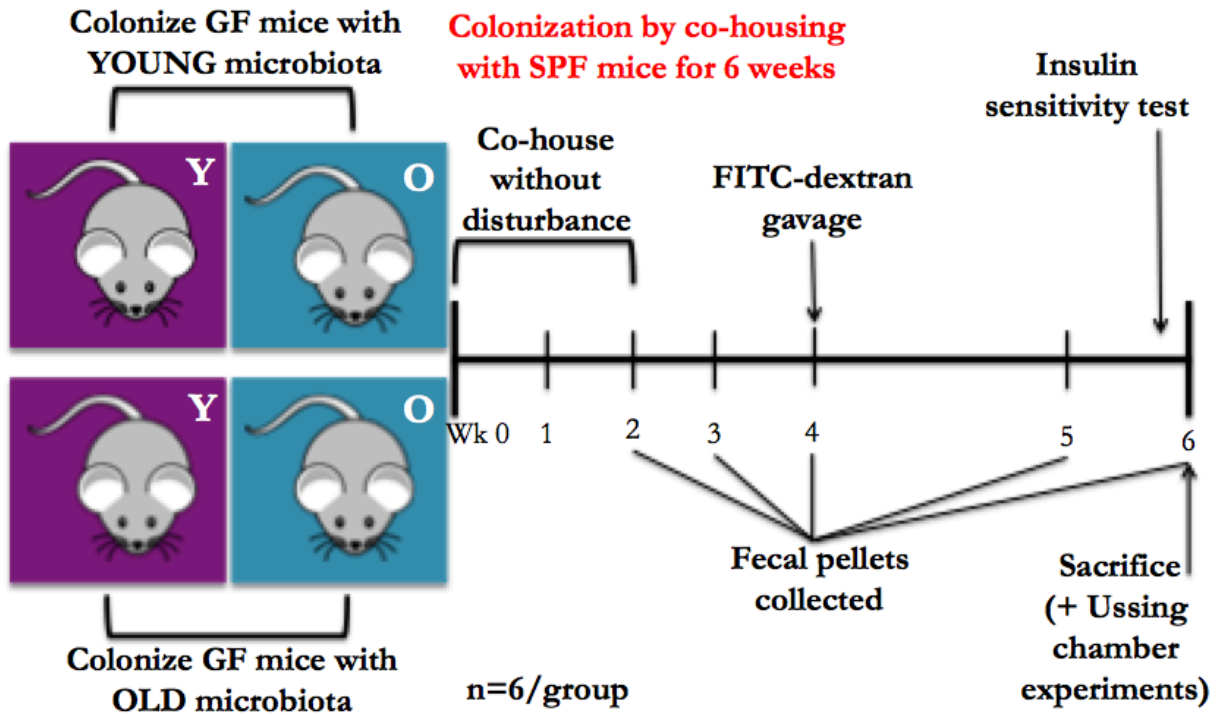 Colonize GF mice with
YOUNG microbiota
Colonization by co-housing
with SPF mice for 6 weeks
Insulin
sensitivity test
Y
O
Co-house
without
disturbance
FITC-dextran
gavage
Y
O
Wk 0 1 2 3 4 5 6
Fecal pellets
collected
Sacrifice
(+ Ussing
chamber
experiments)
Colonize GF mice with
OLD microbiota
n=6/group